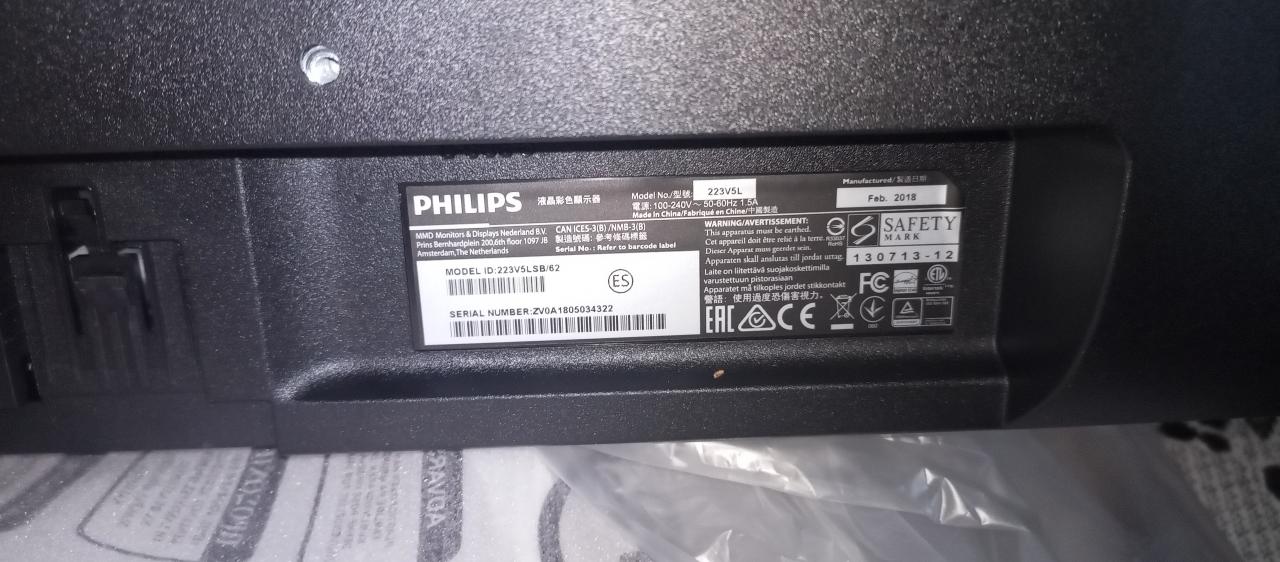 PHILIPS
液晶彩色顯示器
Model No./型號:
223V5L
電源: 100-240V ~ 50-60Hz 1.5A
Made in China/Fabriqué en Chine/中國製造
Manufactured/製造日期
Feb. 2018
MMD Monitors & Displays Nederland B.V.
Prins Bernhardplein 200,6th floor 1097 JB
Amsterdam,The Netherlands
CAN ICES-3(B) /NMB-3(B)
製造號碼: 參考條碼標籤
Serial No.: Refer to barcode label
MODEL ID:223V5LSB/62
ES
SERIAL NUMBER:ZV0A1805034322
WARNING/AVERTISSEMENT:
This apparatus must be earthed.
Cet appareil doit être relié à la terre.
Dieser Apparat muss geerdet sein.
Apparaten skall anslutas till jordat uttag.
Laite on liitettävä suojakoskettimilla
varustettuun pistorasiaan
Apparatet må tilkoples jordet stikkontakt
警語: 使用過度恐傷害視力。
RoHS
SAFETY
MARK
130713-12
FC
Intertek
EAC
CE